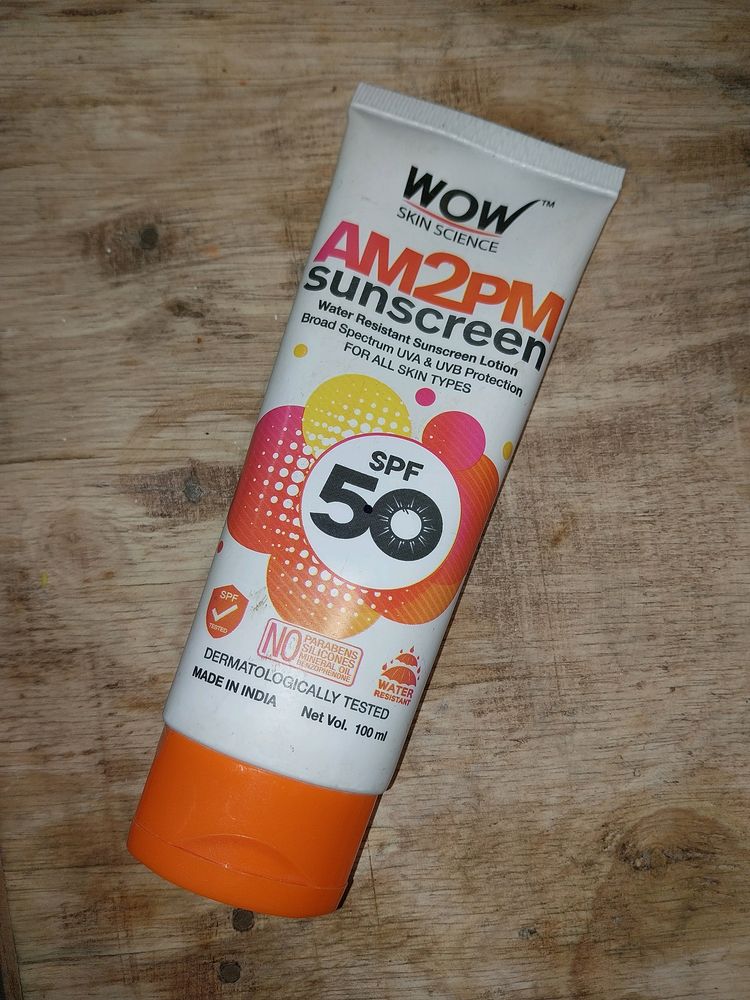 WOW™
SKIN SCIENCE
AM2PM
sunscreen
Water Resistant Sunscreen Lotion
Broad Spectrum UVA & UVB Protection
FOR ALL SKIN TYPES
SPF
50
SPF
TESTED
NO
PARABENS
SILICONES
MINERAL OIL
BENZOPHENONE
WATER
RESISTANT
DERMATOLOGICALLY TESTED
MADE IN INDIA
Net Vol. 100 ml